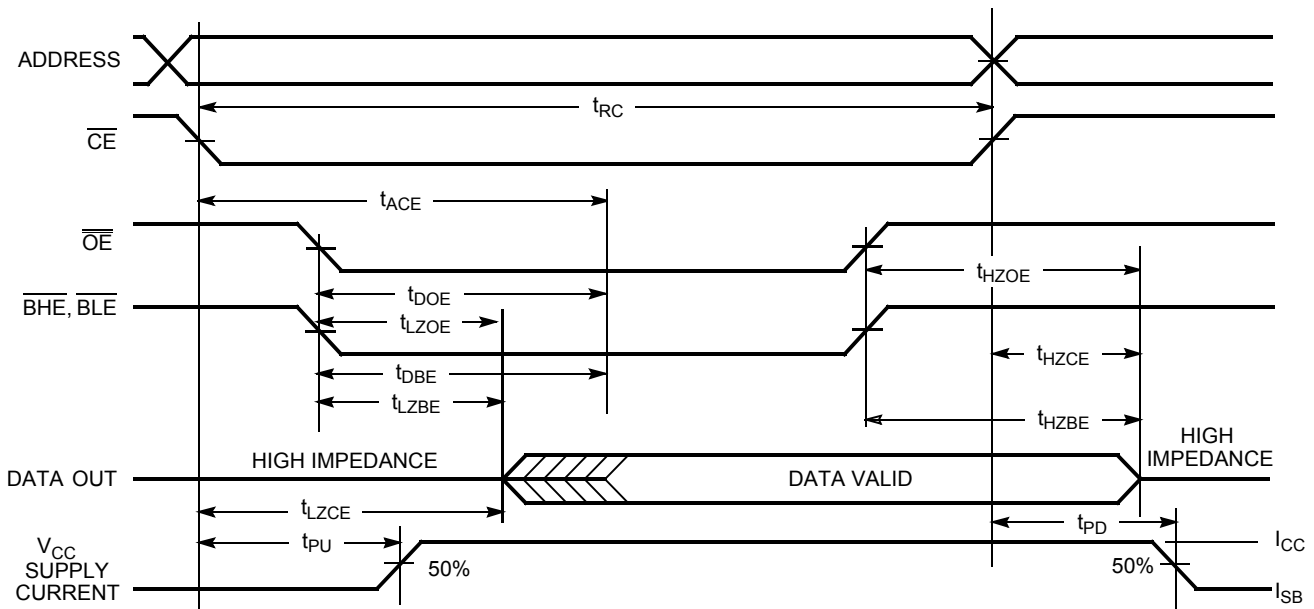 ADDRESS
tRC
CE
tACE
OE
tHZOE
tDOE
BHE, BLE
tLZOE
tHZCE
tDBE
tLZBE
tHZBE
HIGH
IMPEDANCE
HIGH IMPEDANCE
DATA OUT
DATA VALID
tLZCE
tPD
VCC
SUPPLY
CURRENT
tPU
50%
50%
ICC
ISB